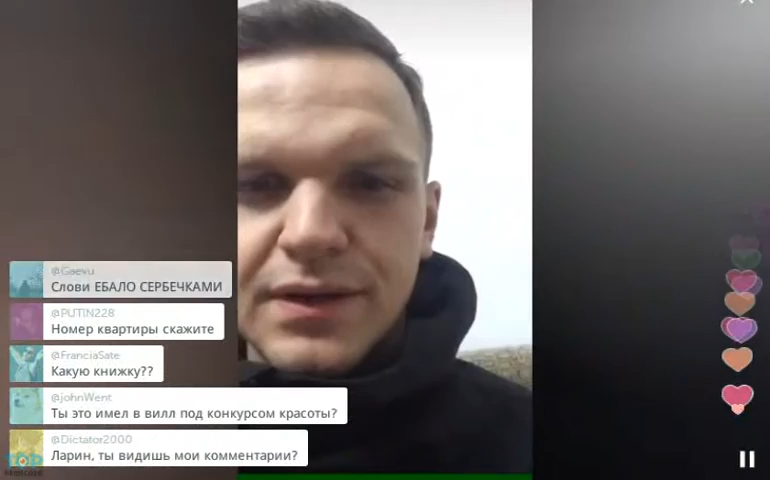 @Gaevu
Слови ЕБАЛО СЕРБЕЧКАМИ
@PUTIN228
Номер квартиры скажите
@FranciaSate
Какую книжку??
@johnWent
Ты это имел в вилл под конкурсом красоты?
@Dictator2000
Ларин, ты видишь мои комментарии?
TOP